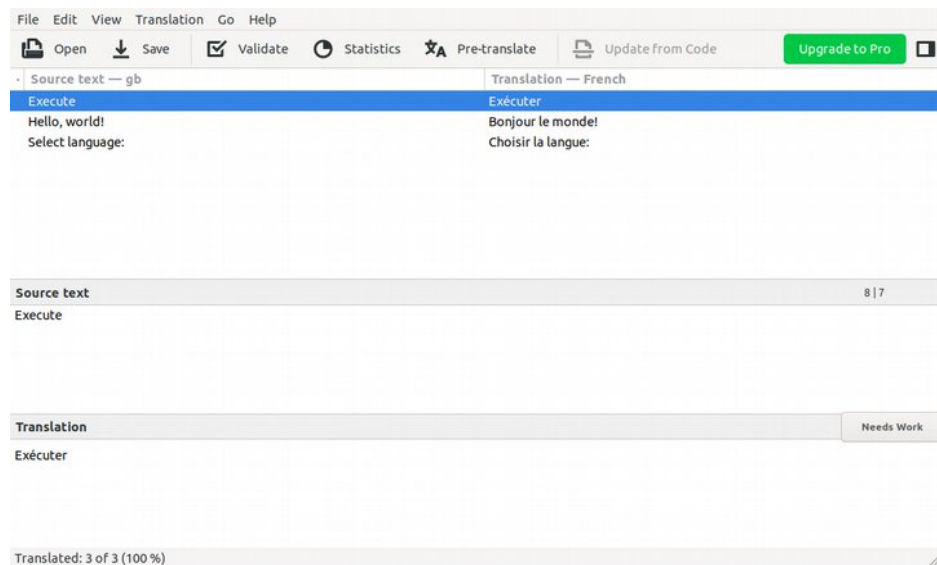 File Edit View Translation Go Help
Open Save Validate Statistics Pre-translate Update from Code Upgrade to Pro
Source text — gb Translation — French
Execute Exécuter
Hello, world! Bonjour le monde!
Select language: Choisir la langue:
Source text 8 | 7
Execute
Translation Needs Work
Exécuter
Translated: 3 of 3 (100 %)